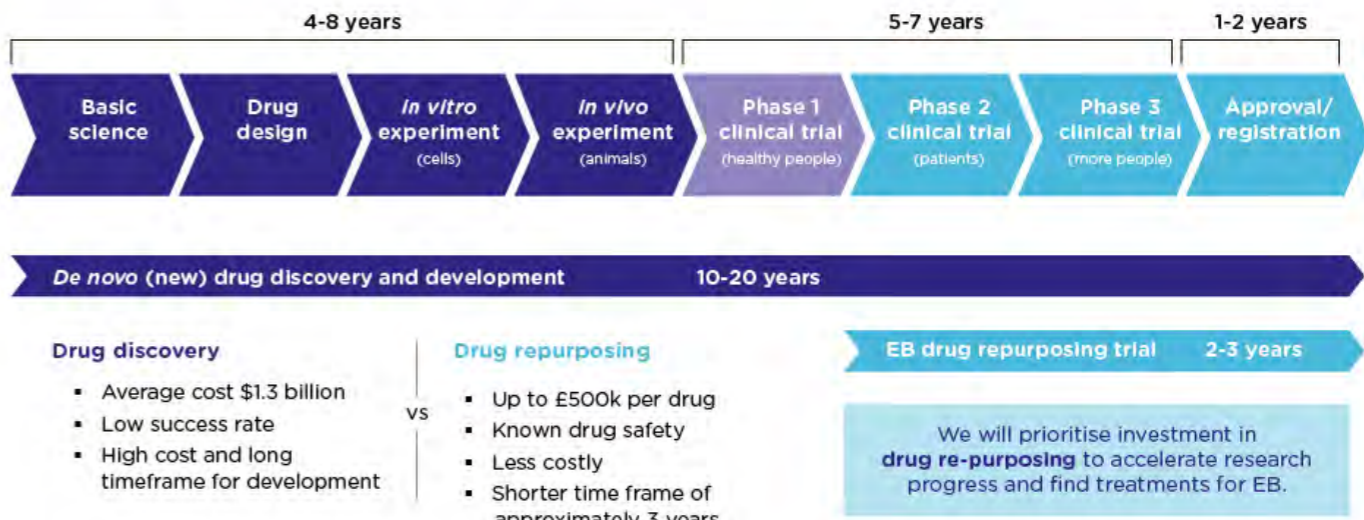 4-8 years
5-7 years
1-2 years
Basic
science
Drug
design
In vitro
experiment
(cells)
In vivo
experiment
(animals)
Phase 1
clinical trial
(healthy people)
Phase 2
clinical trial
(patients)
Phase 3
clinical trial
(more people)
Approval/
registration
De novo (new) drug discovery and development 10-20 years
Drug discovery
▪ Average cost $1.3 billion
▪ Low success rate
▪ High cost and long
timeframe for development
vs
Drug repurposing
▪ Up to £500k per drug
▪ Known drug safety
▪ Less costly
▪ Shorter time frame of
approximately 3 years
EB drug repurposing trial 2-3 years
We will prioritise investment in
drug re-purposing to accelerate research
progress and find treatments for EB.